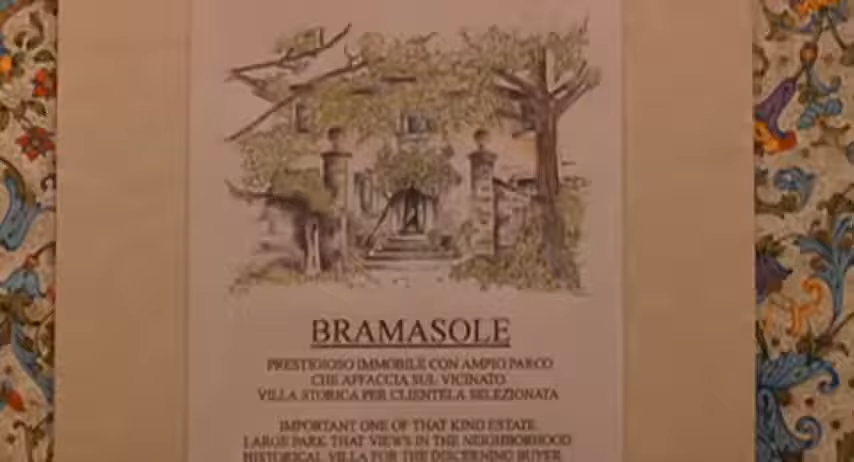 BRAMASOLE
PRESTIGIOSO IMMOBILE CON AMPIO PARCO
CHE AFFACCIA SUL VICINATO
VILLA STORICA PER CLIENTELA SELEZIONATA
IMPORTANT ONE OF THAT KIND ESTATE
LARGE PARK THAT VIEWS IN THE NEIGHBORHOOD
HISTORICAL VILLA FOR THE DISCERNING BUYER